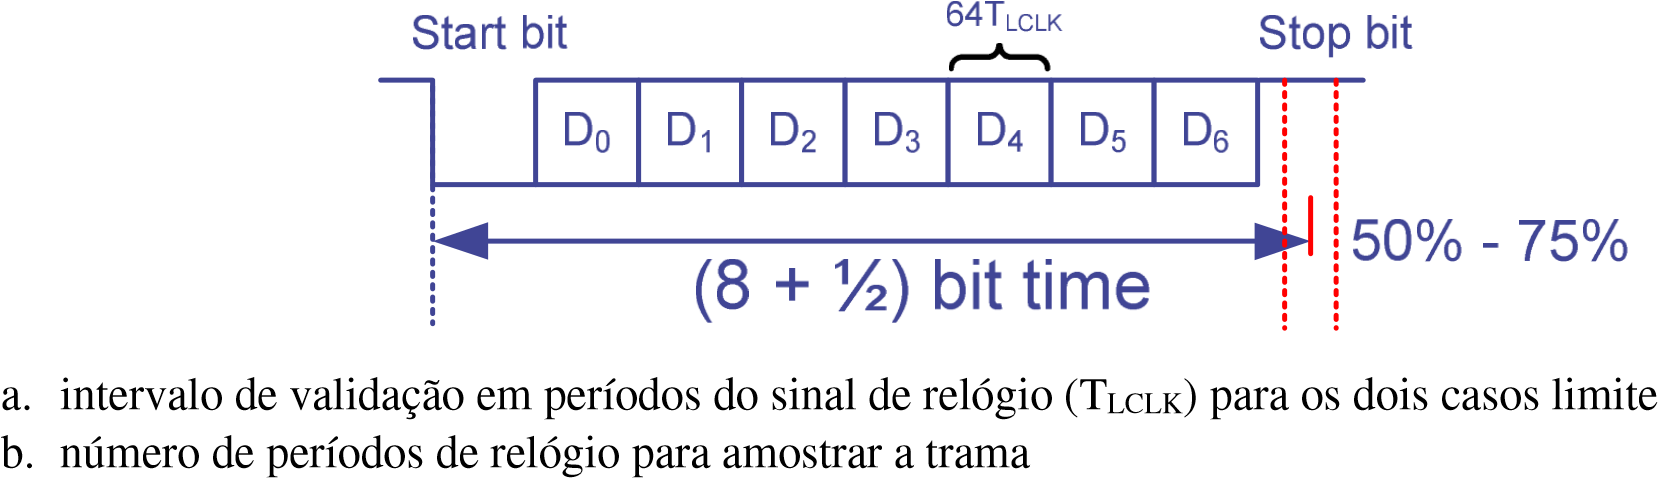 64T_LCLK
Start bit Stop bit
D₀ D₁ D₂ D₃ D₄ D₅ D₆
50% - 75%
(8 + ½) bit time
a. intervalo de validação em períodos do sinal de relógio (T_LCLK) para os dois casos limite
b. número de períodos de relógio para amostrar a trama